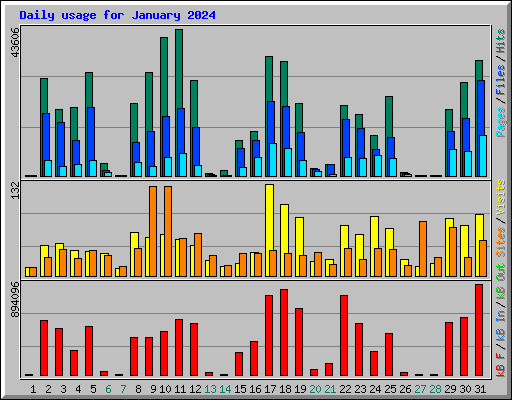 Daily usage for January 2024
43606
Pages / Files / Hits
132
Sites / Visits
894096
kB F / kB In / kB Out
1 2 3 4 5 6 7 8 9 10 11 12 13 14 15 16 17 18 19 20 21 22 23 24 25 26 27 28 29 30 31